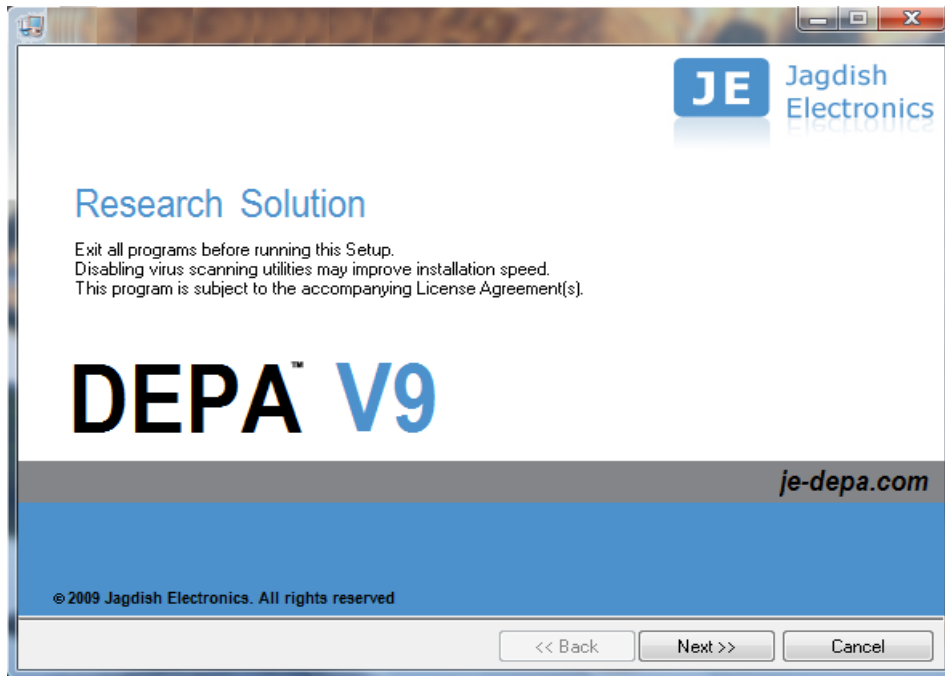 JE
Jagdish
Electronics
Research Solution
Exit all programs before running this Setup.
Disabling virus scanning utilities may improve installation speed.
This program is subject to the accompanying License Agreement(s).
DEPA™ V9
je-depa.com
© 2009 Jagdish Electronics. All rights reserved
<< Back
Next >>
Cancel